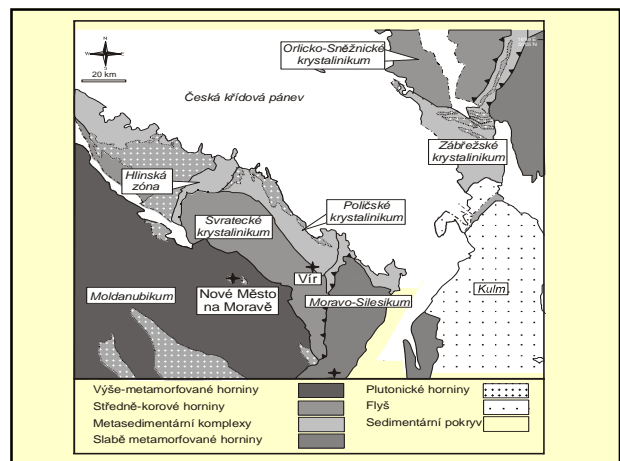 Orlicko-Sněžnické
krystalinikum
20 km
Česká křídová pánev
Zábřežské
krystalinikum
Hlinská
zóna
Poličské
krystalinikum
Svratecké
krystalinikum
Vír
Moldanubikum
Nové Město
na Moravě
Moravo-Silesikum
Kulm
Výše-metamorfované horniny
Středně-korové horniny
Metasedimentární komplexy
Slabě metamorfované horniny
Plutonické horniny
Flyš
Sedimentární pokryv